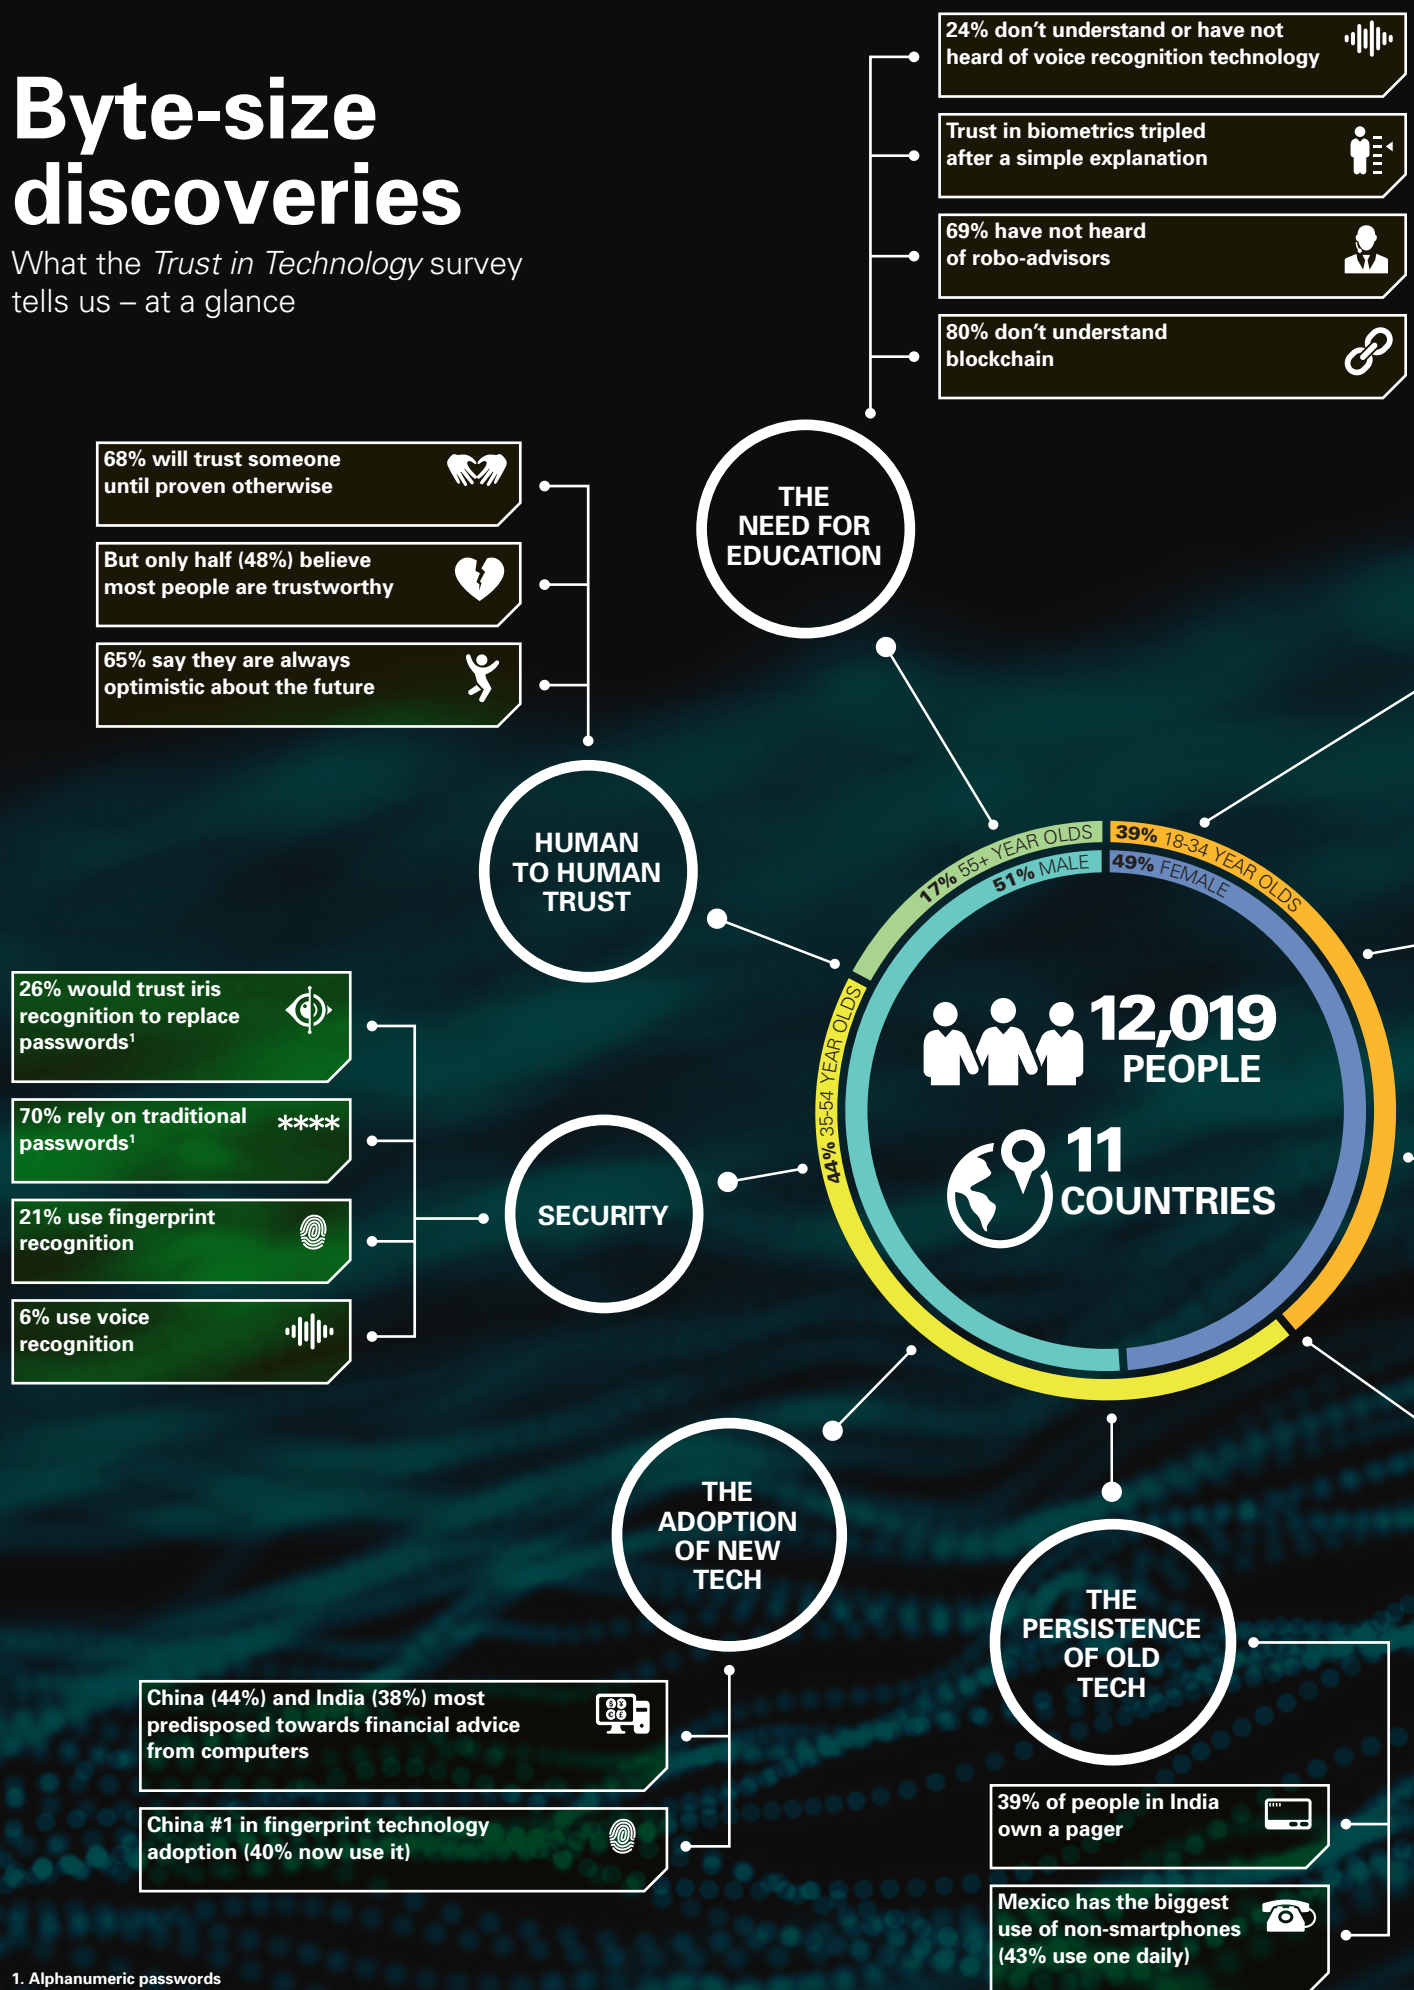 Byte-size
discoveries
What the Trust in Technology survey
tells us – at a glance
24% don't understand or have not
heard of voice recognition technology
Trust in biometrics tripled
after a simple explanation
69% have not heard
of robo-advisors
80% don't understand
blockchain
THE
NEED FOR
EDUCATION
68% will trust someone
until proven otherwise
But only half (48%) believe
most people are trustworthy
65% say they are always
optimistic about the future
HUMAN
TO HUMAN
TRUST
26% would trust iris
recognition to replace
passwords¹
70% rely on traditional
passwords¹
****
21% use fingerprint
recognition
6% use voice
recognition
SECURITY
17% 55+ YEAR OLDS
39% 18-34 YEAR OLDS
51% MALE
49% FEMALE
44% 35-54 YEAR OLDS
12,019
PEOPLE
11
COUNTRIES
THE
ADOPTION
OF NEW
TECH
China (44%) and India (38%) most
predisposed towards financial advice
from computers
$ ¥
€ £
China #1 in fingerprint technology
adoption (40% now use it)
THE
PERSISTENCE
OF OLD
TECH
39% of people in India
own a pager
Mexico has the biggest
use of non-smartphones
(43% use one daily)
1. Alphanumeric passwords